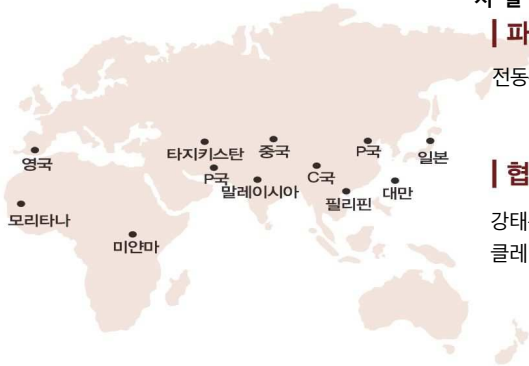 | 파
전동
영국
타지키스탄
중국
P국
일본
P국
말레이시아
C국
필리핀
대만
| 협
모리타나
미얀마
강태
클레